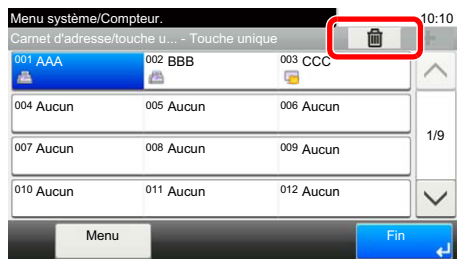 Menu système/Compteur. 10:10
Carnet d'adresse/touche u... - Touche unique
001 AAA 002 BBB 003 CCC
004 Aucun 005 Aucun 006 Aucun
1/9
007 Aucun 008 Aucun 009 Aucun
010 Aucun 011 Aucun 012 Aucun
Menu Fin